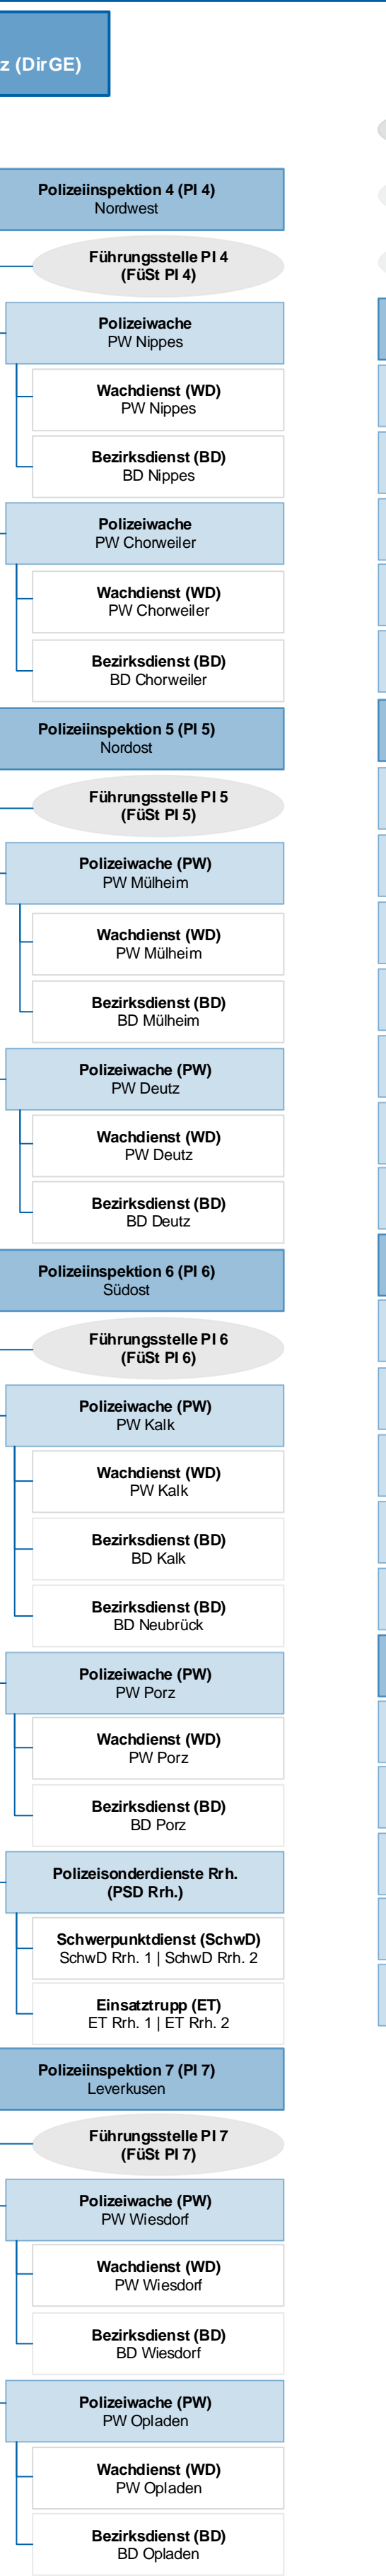 z (DirGE)
Polizeiinspektion 4 (PI 4)
Nordwest
Führungsstelle PI 4
(FüSt PI 4)
Polizeiwache
PW Nippes
Wachdienst (WD)
PW Nippes
Bezirksdienst (BD)
BD Nippes
Polizeiwache
PW Chorweiler
Wachdienst (WD)
PW Chorweiler
Bezirksdienst (BD)
BD Chorweiler
Polizeiinspektion 5 (PI 5)
Nordost
Führungsstelle PI 5
(FüSt PI 5)
Polizeiwache (PW)
PW Mülheim
Wachdienst (WD)
PW Mülheim
Bezirksdienst (BD)
BD Mülheim
Polizeiwache (PW)
PW Deutz
Wachdienst (WD)
PW Deutz
Bezirksdienst (BD)
BD Deutz
Polizeiinspektion 6 (PI 6)
Südost
Führungsstelle PI 6
(FüSt PI 6)
Polizeiwache (PW)
PW Kalk
Wachdienst (WD)
PW Kalk
Bezirksdienst (BD)
BD Kalk
Bezirksdienst (BD)
BD Neubrück
Polizeiwache (PW)
PW Porz
Wachdienst (WD)
PW Porz
Bezirksdienst (BD)
BD Porz
Polizeisonderdienste Rrh.
(PSD Rrh.)
Schwerpunktdienst (SchwD)
SchwD Rrh. 1 | SchwD Rrh. 2
Einsatztrupp (ET)
ET Rrh. 1 | ET Rrh. 2
Polizeiinspektion 7 (PI 7)
Leverkusen
Führungsstelle PI 7
(FüSt PI 7)
Polizeiwache (PW)
PW Wiesdorf
Wachdienst (WD)
PW Wiesdorf
Bezirksdienst (BD)
BD Wiesdorf
Polizeiwache (PW)
PW Opladen
Wachdienst (WD)
PW Opladen
Bezirksdienst (BD)
BD Opladen